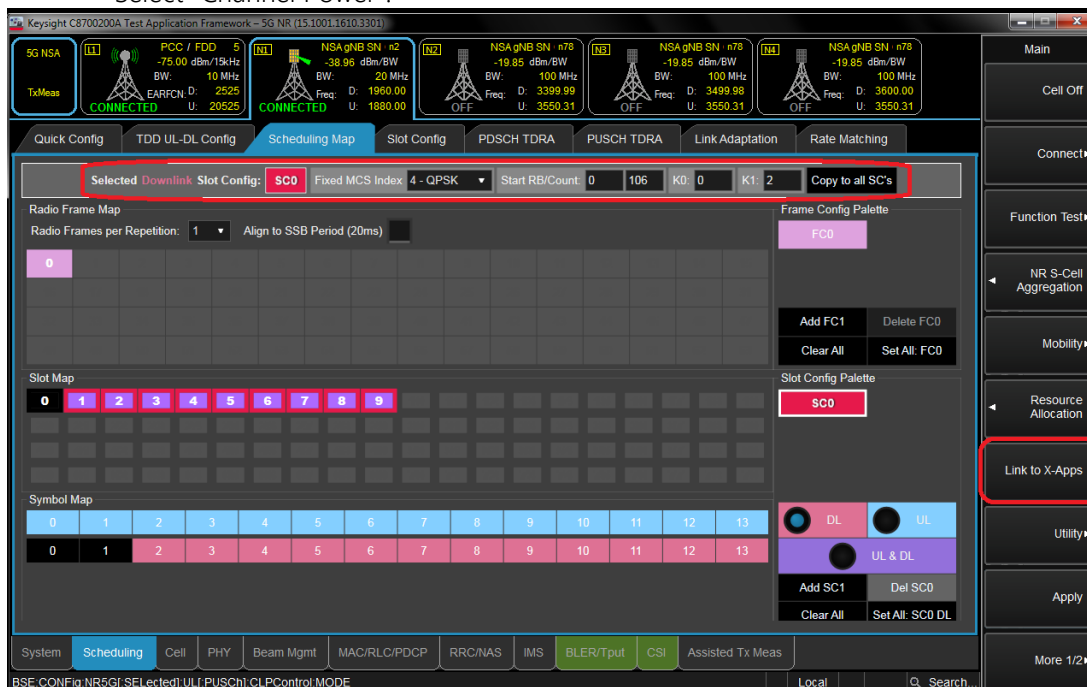 Select "Channel Power".
Keysight C8700200A Test Application Framework – 5G NR (15.1001.1610.3301)
5G NSA
TxMeas
L1 PCC / FDD 5
-75.00 dBm/15kHz
BW: 10 MHz
EARFCN: D: 2525
CONNECTED U: 20525
N1 NSA gNB SN · n2
-38.96 dBm/BW
BW: 20 MHz
Freq: D: 1960.00
CONNECTED U: 1880.00
N2 NSA gNB SN · n78
-19.85 dBm/BW
BW: 100 MHz
Freq: D: 3399.99
OFF U: 3550.31
N3 NSA gNB SN · n78
-19.85 dBm/BW
BW: 100 MHz
Freq: D: 3499.98
OFF U: 3550.31
N4 NSA gNB SN · n78
-19.85 dBm/BW
BW: 100 MHz
Freq: D: 3600.00
OFF U: 3550.31
Main
Cell Off
Connect
Function Test
NR S-Cell
Aggregation
Mobility
Resource
Allocation
Link to X-Apps
Utility
Apply
More 1/2
Quick Config TDD UL-DL Config Scheduling Map Slot Config PDSCH TDRA PUSCH TDRA Link Adaptation Rate Matching
Selected Downlink Slot Config: SC0 Fixed MCS Index 4 - QPSK Start RB/Count: 0 106 K0: 0 K1: 2 Copy to all SC's
Radio Frame Map
Radio Frames per Repetition: 1 Align to SSB Period (20ms)
0
Frame Config Palette
FC0
Add FC1 Delete FC0
Clear All Set All: FC0
Slot Map
0 1 2 3 4 5 6 7 8 9
Slot Config Palette
SC0
Symbol Map
0 1 2 3 4 5 6 7 8 9 10 11 12 13
0 1 2 3 4 5 6 7 8 9 10 11 12 13
DL UL
UL & DL
Add SC1 Del SC0
Clear All Set All: SC0 DL
System Scheduling Cell PHY Beam Mgmt MAC/RLC/PDCP RRC/NAS IMS BLER/Tput CSI Assisted Tx Meas
BSE:CONFig:NR5G[:SELected]:UL[:PUSCh]:CLPControl:MODE Local Search...